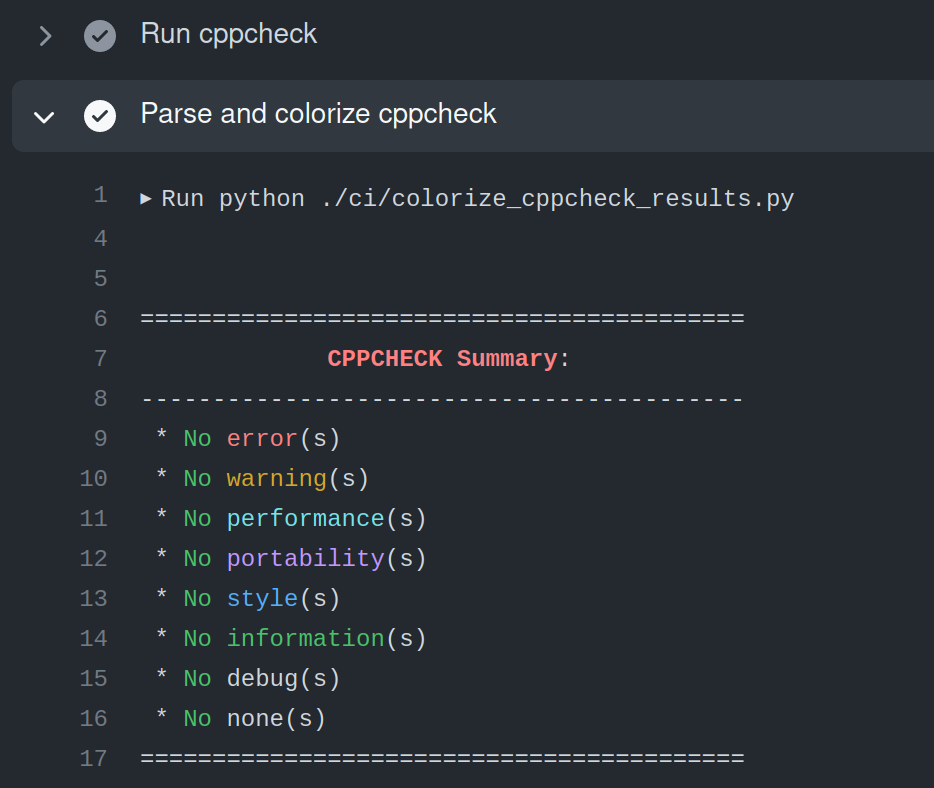 Run cppcheck
Parse and colorize cppcheck
1 ▶ Run python ./ci/colorize_cppcheck_results.py
4
5
6 ==========================================
7 CPPCHECK Summary:
8 ------------------------------------------
9 * No error(s)
10 * No warning(s)
11 * No performance(s)
12 * No portability(s)
13 * No style(s)
14 * No information(s)
15 * No debug(s)
16 * No none(s)
17 ==========================================